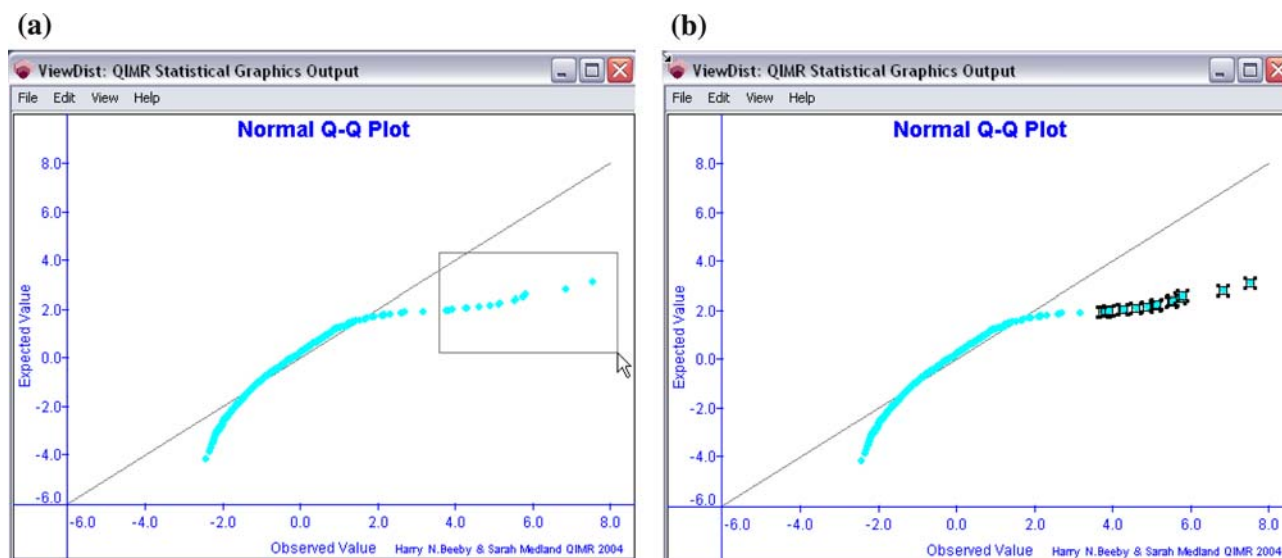 (a)
ViewDist: QIMR Statistical Graphics Output
File Edit View Help
Normal Q-Q Plot
8.0
6.0
4.0
2.0
0.0
-2.0
-4.0
-6.0
Expected Value
-6.0 -4.0 -2.0 0.0 2.0 4.0 6.0 8.0
Observed Value
Harry N.Beeby & Sarah Medland QIMR 2004
(b)
ViewDist: QIMR Statistical Graphics Output
File Edit View Help
Normal Q-Q Plot
8.0
6.0
4.0
2.0
0.0
-2.0
-4.0
-6.0
Expected Value
-6.0 -4.0 -2.0 0.0 2.0 4.0 6.0 8.0
Observed Value
Harry N.Beeby & Sarah Medland QIMR 2004